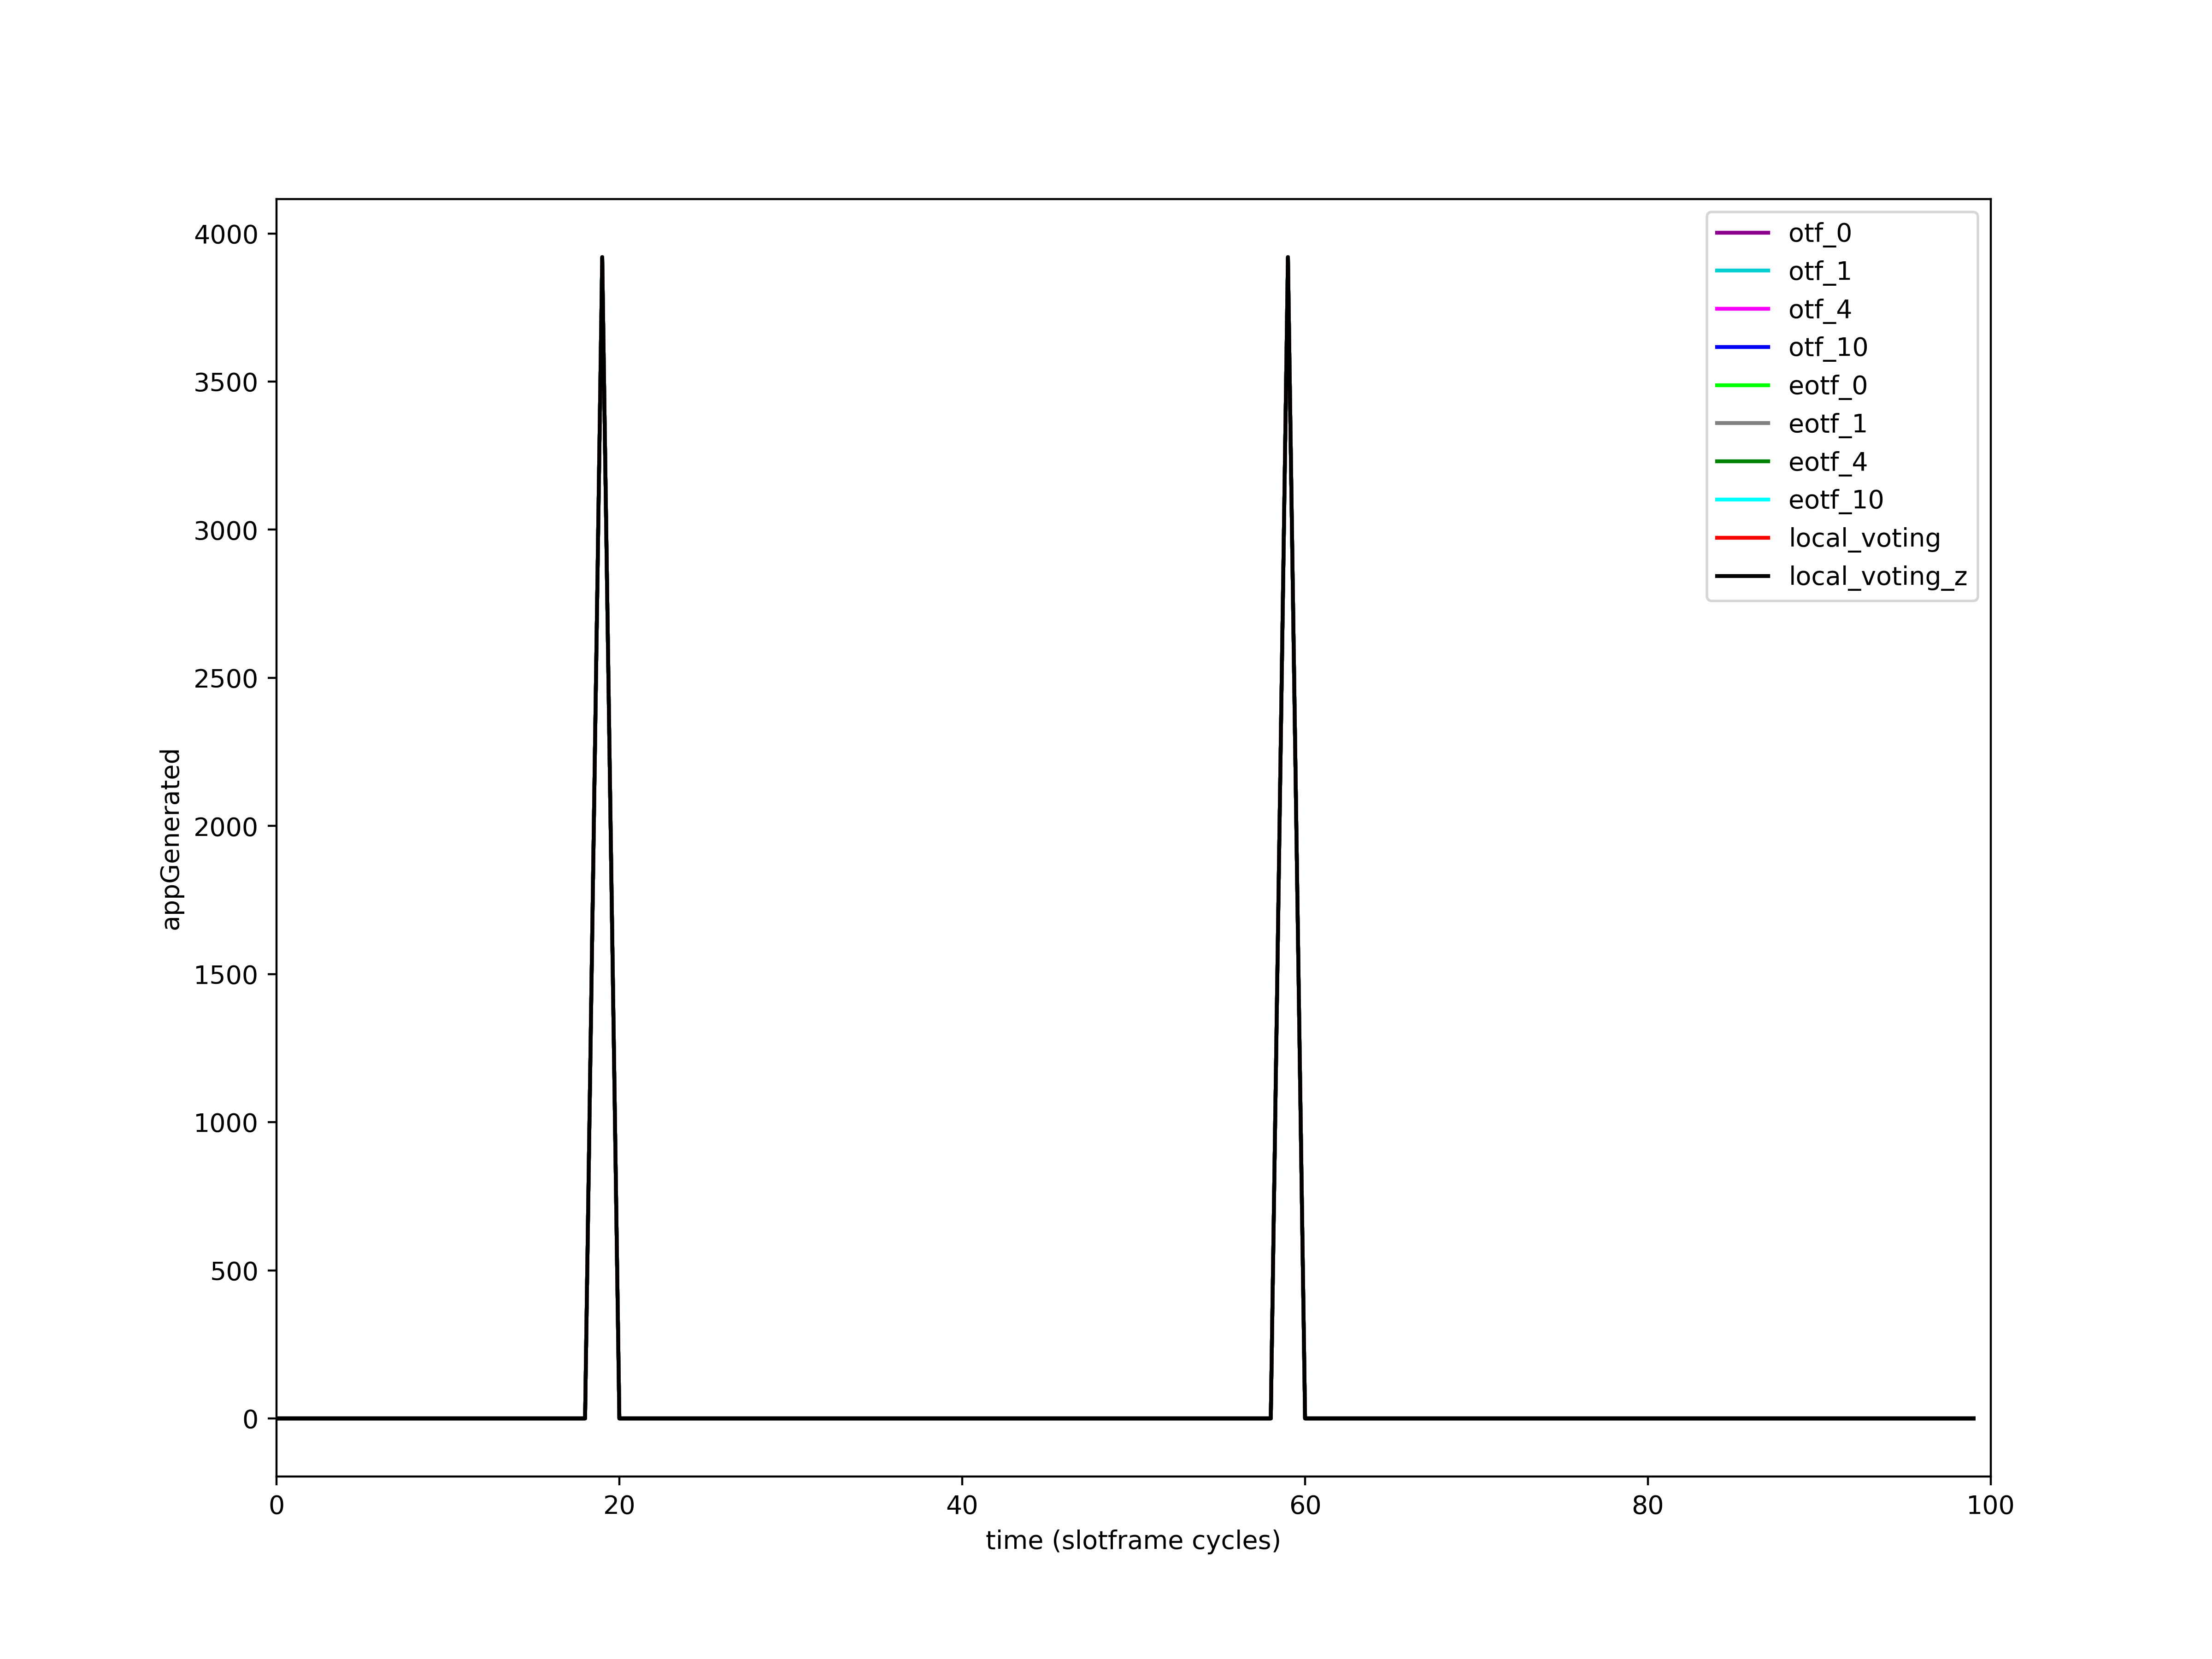 4000
3500
3000
2500
2000
1500
1000
500
0
appGenerated
0 20 40 60 80 100
time (slotframe cycles)
otf_0
otf_1
otf_4
otf_10
eotf_0
eotf_1
eotf_4
eotf_10
local_voting
local_voting_z